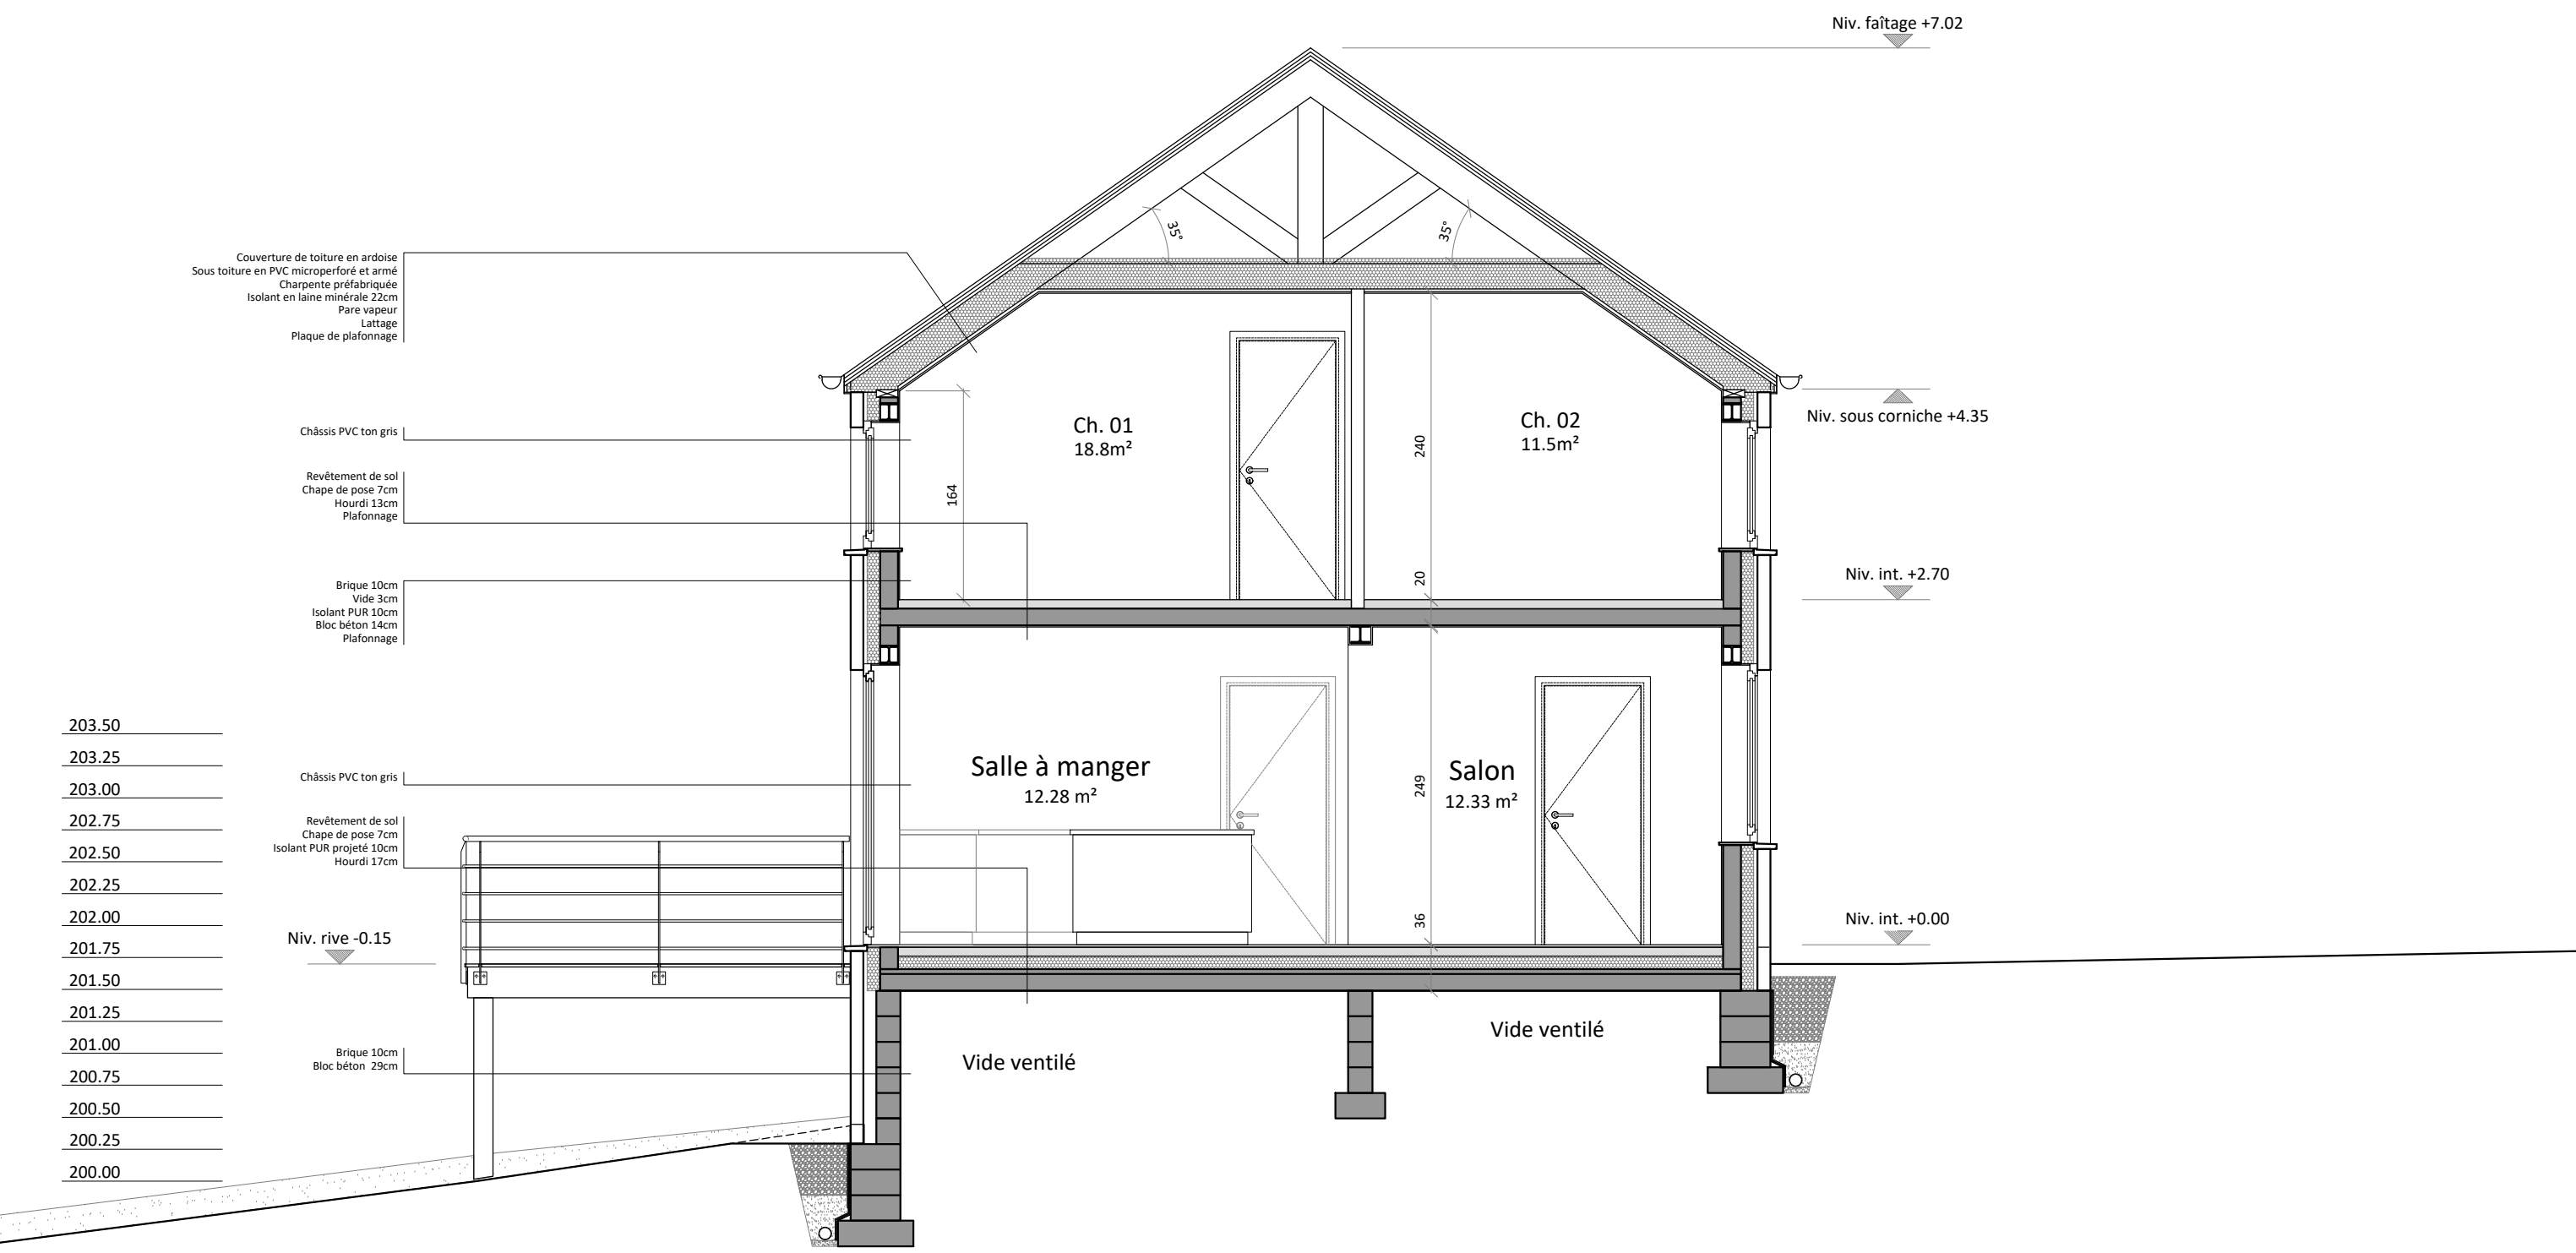 Niv. faîtage +7.02
35°
35°
Couverture de toiture en ardoise
Sous toiture en PVC microperforé et armé
Charpente préfabriquée
Isolant en laine minérale 22cm
Pare vapeur
Lattage
Plaque de plafonnage
Niv. sous corniche +4.35
Ch. 01
18.8m²
Ch. 02
11.5m²
Châssis PVC ton gris
240
164
Revêtement de sol
Chape de pose 7cm
Hourdi 13cm
Plafonnage
20
Niv. int. +2.70
Brique 10cm
Vide 3cm
Isolant PUR 10cm
Bloc béton 14cm
Plafonnage
203.50
203.25
203.00
202.75
202.50
202.25
202.00
201.75
201.50
201.25
201.00
200.75
200.50
200.25
200.00
Châssis PVC ton gris
Salle à manger
12.28 m²
249
Salon
12.33 m²
Revêtement de sol
Chape de pose 7cm
Isolant PUR projeté 10cm
Hourdi 17cm
36
Niv. int. +0.00
Niv. rive -0.15
Vide ventilé
Vide ventilé
Brique 10cm
Bloc béton 29cm